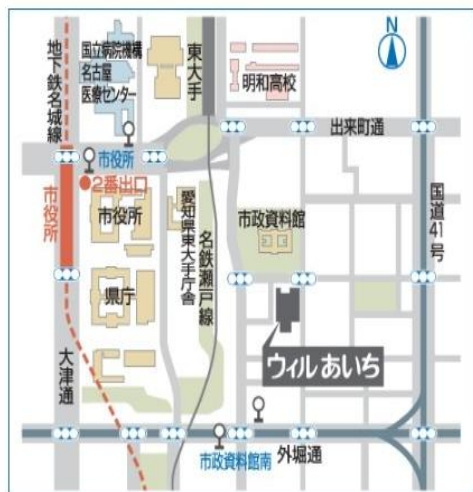 地下鉄名城線
国立病院機構
名古屋
医療センター
東大手
明和高校
N
出来町通
市役所
2番出口
市役所
市役所
愛知県東大手庁舎
名鉄瀬戸線
市政資料館
国道41号
県庁
大津通
ウィルあいち
市政資料館南
外堀通